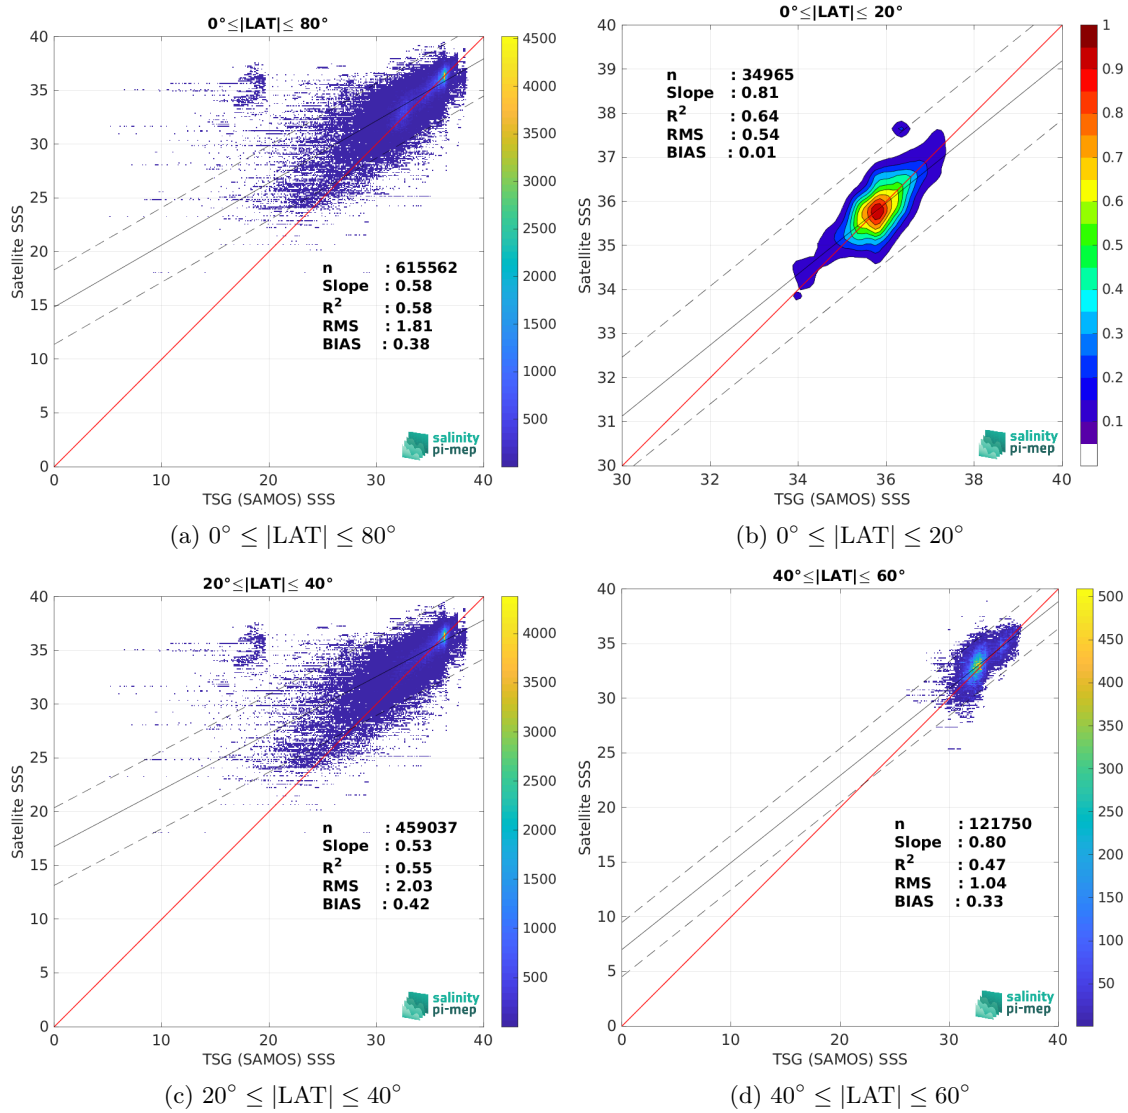 0°≤|LAT|≤ 80°
Satellite SSS
40
35
30
25
20
15
10
5
0
0
10
20
30
40
TSG (SAMOS) SSS
4500
4000
3500
3000
2500
2000
1500
1000
500
n : 615562
Slope : 0.58
R² : 0.58
RMS : 1.81
BIAS : 0.38
salinity
pi-mep
(a) 0° ≤ |LAT| ≤ 80°
0°≤|LAT|≤ 20°
Satellite SSS
40
39
38
37
36
35
34
33
32
31
30
30
32
34
36
38
40
TSG (SAMOS) SSS
1
0.9
0.8
0.7
0.6
0.5
0.4
0.3
0.2
0.1
n : 34965
Slope : 0.81
R² : 0.64
RMS : 0.54
BIAS : 0.01
salinity
pi-mep
(b) 0° ≤ |LAT| ≤ 20°
20°≤|LAT|≤ 40°
Satellite SSS
40
35
30
25
20
15
10
5
0
0
10
20
30
40
TSG (SAMOS) SSS
4000
3500
3000
2500
2000
1500
1000
500
n : 459037
Slope : 0.53
R² : 0.55
RMS : 2.03
BIAS : 0.42
salinity
pi-mep
(c) 20° ≤ |LAT| ≤ 40°
40°≤|LAT|≤ 60°
Satellite SSS
40
35
30
25
20
15
10
5
0
0
10
20
30
40
TSG (SAMOS) SSS
500
450
400
350
300
250
200
150
100
50
n : 121750
Slope : 0.80
R² : 0.47
RMS : 1.04
BIAS : 0.33
salinity
pi-mep
(d) 40° ≤ |LAT| ≤ 60°